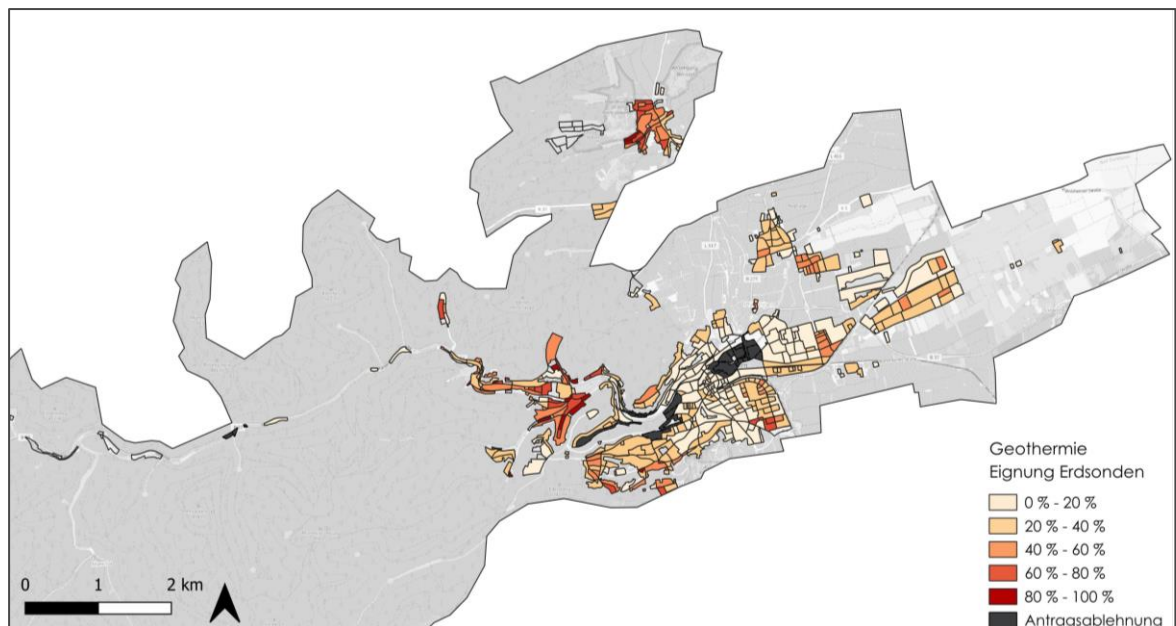 Geothermie
Eignung Erdsonden
0 % - 20 %
20 % - 40 %
40 % - 60 %
60 % - 80 %
80 % - 100 %
Antragsablehnung
0 1 2 km